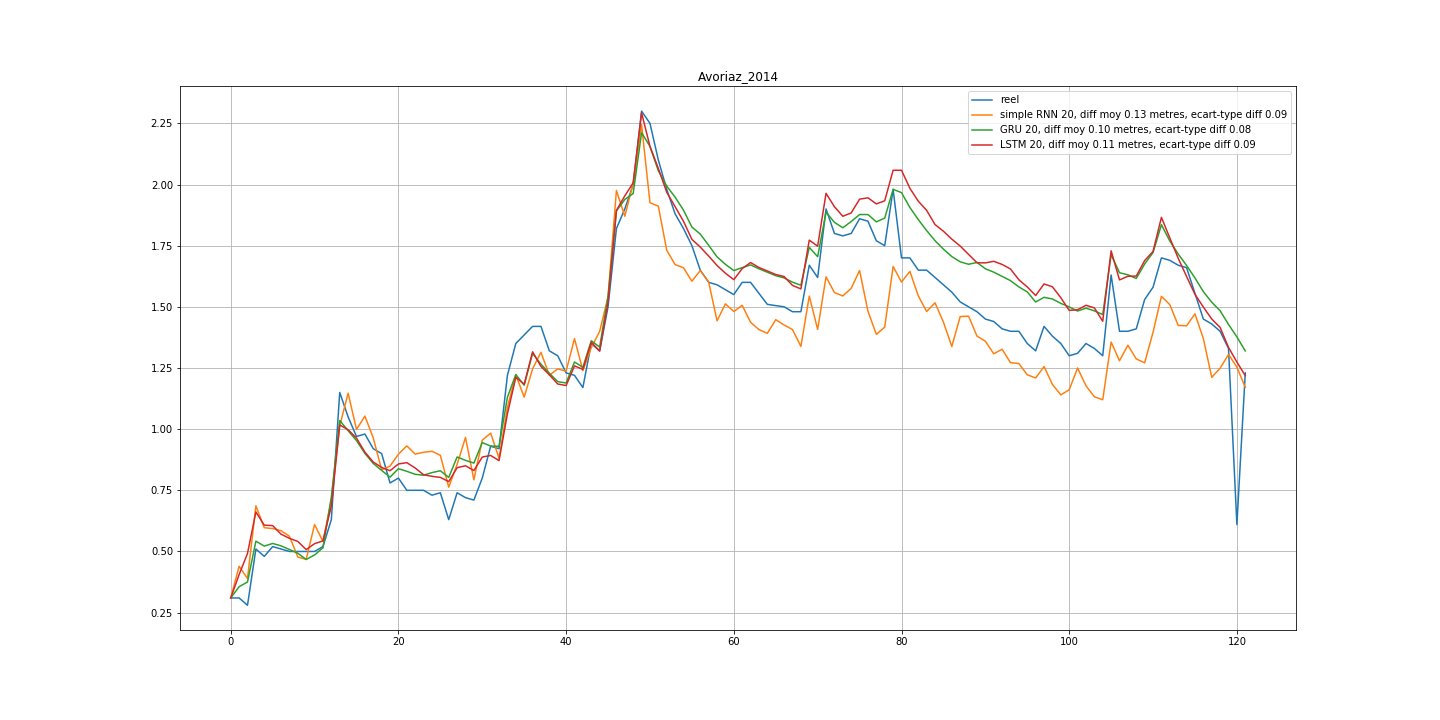 Avoriaz_2014
reel
simple RNN 20, diff moy 0.13 metres, ecart-type diff 0.09
GRU 20, diff moy 0.10 metres, ecart-type diff 0.08
LSTM 20, diff moy 0.11 metres, ecart-type diff 0.09
2.25
2.00
1.75
1.50
1.25
1.00
0.75
0.50
0.25
0 20 40 60 80 100 120